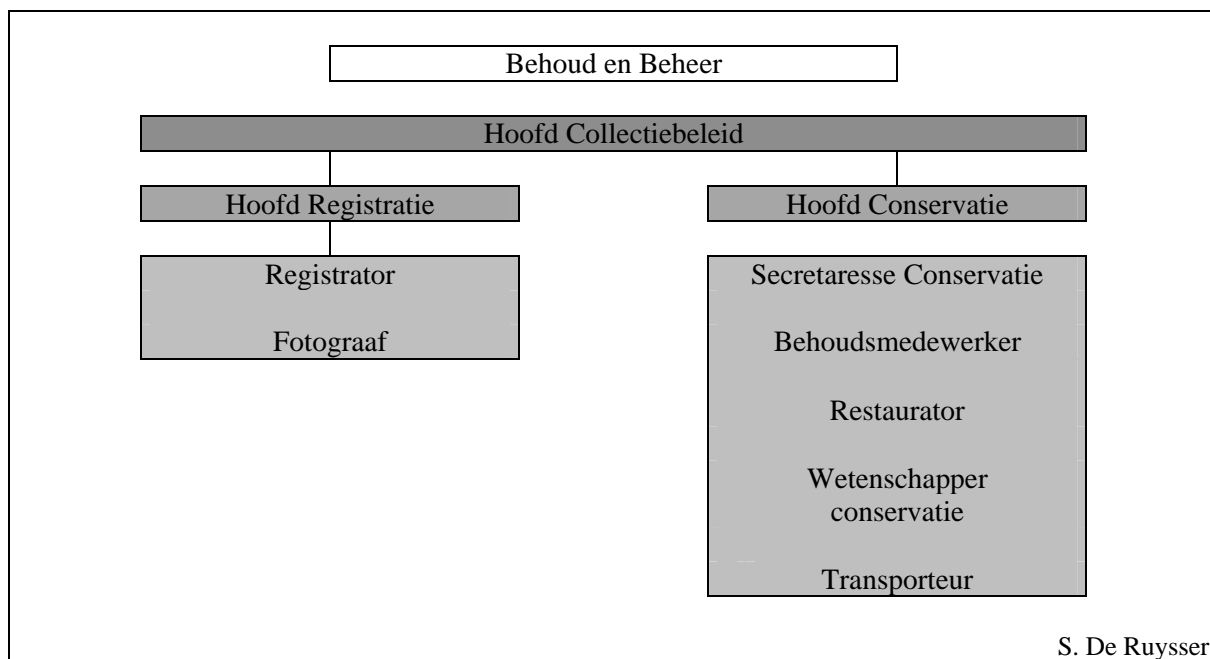 Behoud en Beheer
Hoofd Collectiebeleid
Hoofd Registratie
Hoofd Conservatie
Registrator
Fotograaf
Secretaresse Conservatie
Behoudsmedewerker
Restaurator
Wetenschapper
conservatie
Transporteur
S. De Ruysser